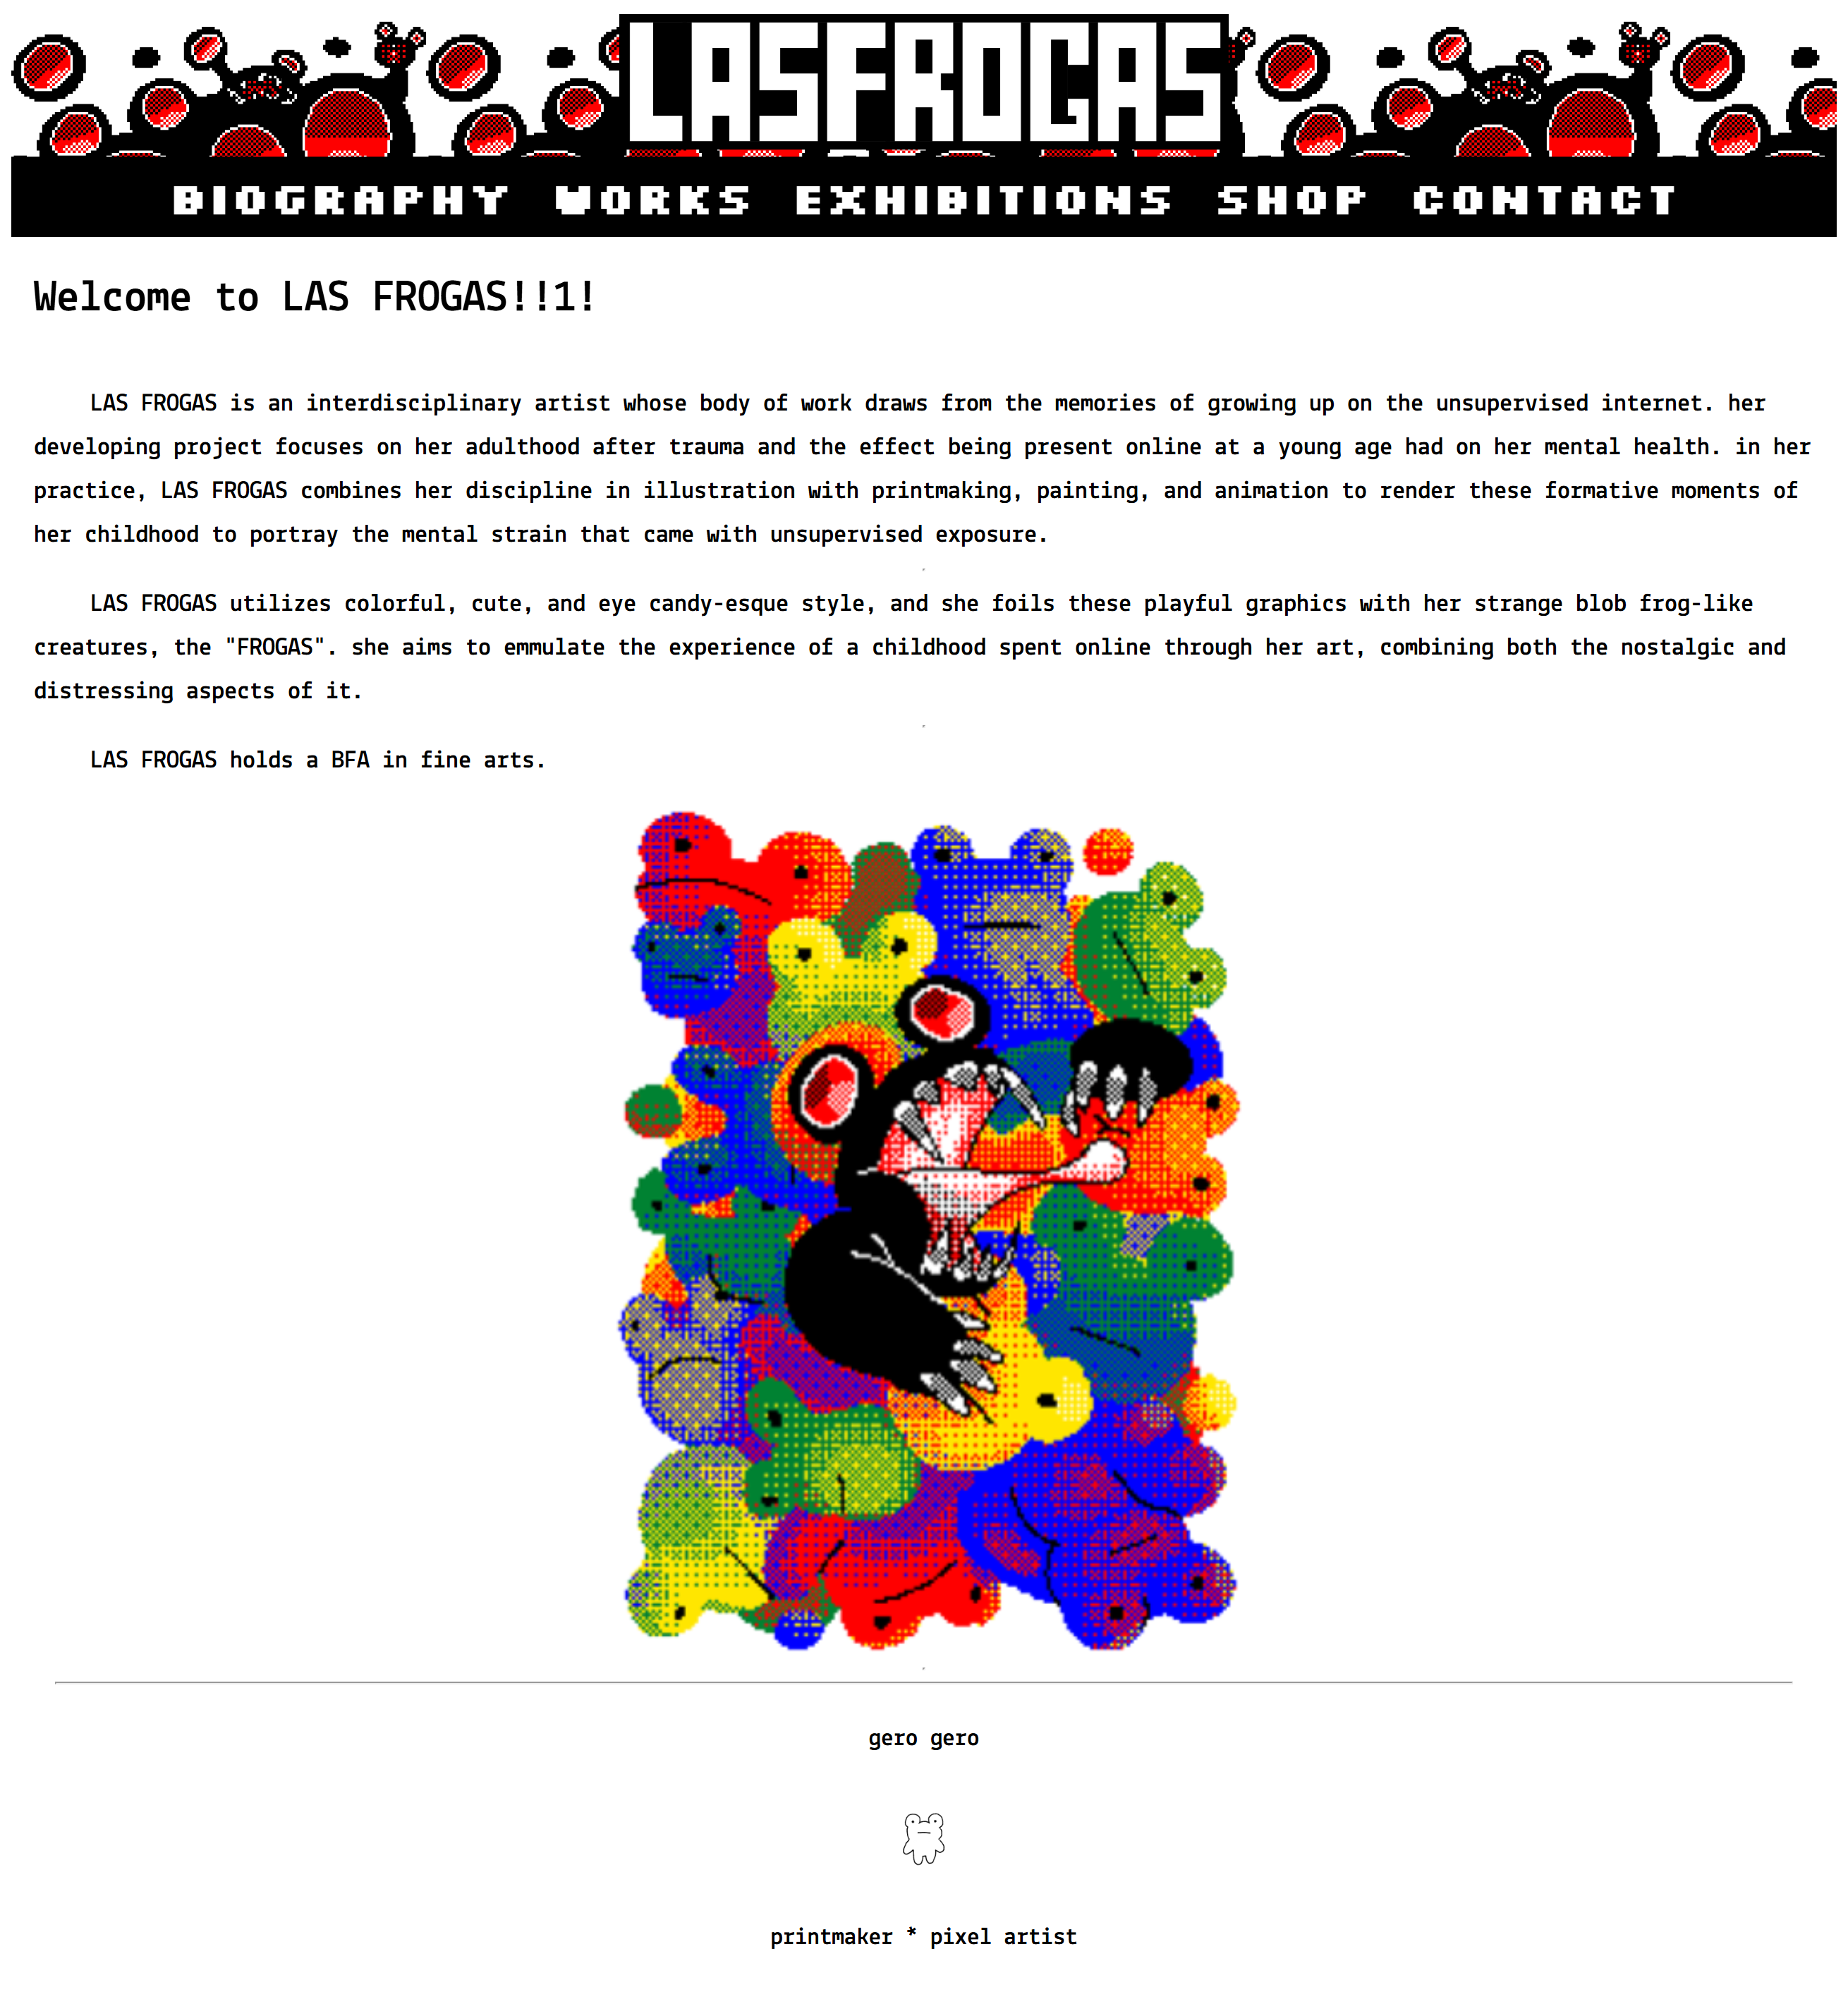 LASFROGAS
BIOGRAPHY WORKS EXHIBITIONS SHOP CONTACT
Welcome to LAS FROGAS!!1!
LAS FROGAS is an interdisciplinary artist whose body of work draws from the memories of growing up on the unsupervised internet. her
developing project focuses on her adulthood after trauma and the effect being present online at a young age had on her mental health. in her
practice, LAS FROGAS combines her discipline in illustration with printmaking, painting, and animation to render these formative moments of
her childhood to portray the mental strain that came with unsupervised exposure.
LAS FROGAS utilizes colorful, cute, and eye candy-esque style, and she foils these playful graphics with her strange blob frog-like
creatures, the "FROGAS". she aims to emmulate the experience of a childhood spent online through her art, combining both the nostalgic and
distressing aspects of it.
LAS FROGAS holds a BFA in fine arts.
gero gero
printmaker * pixel artist